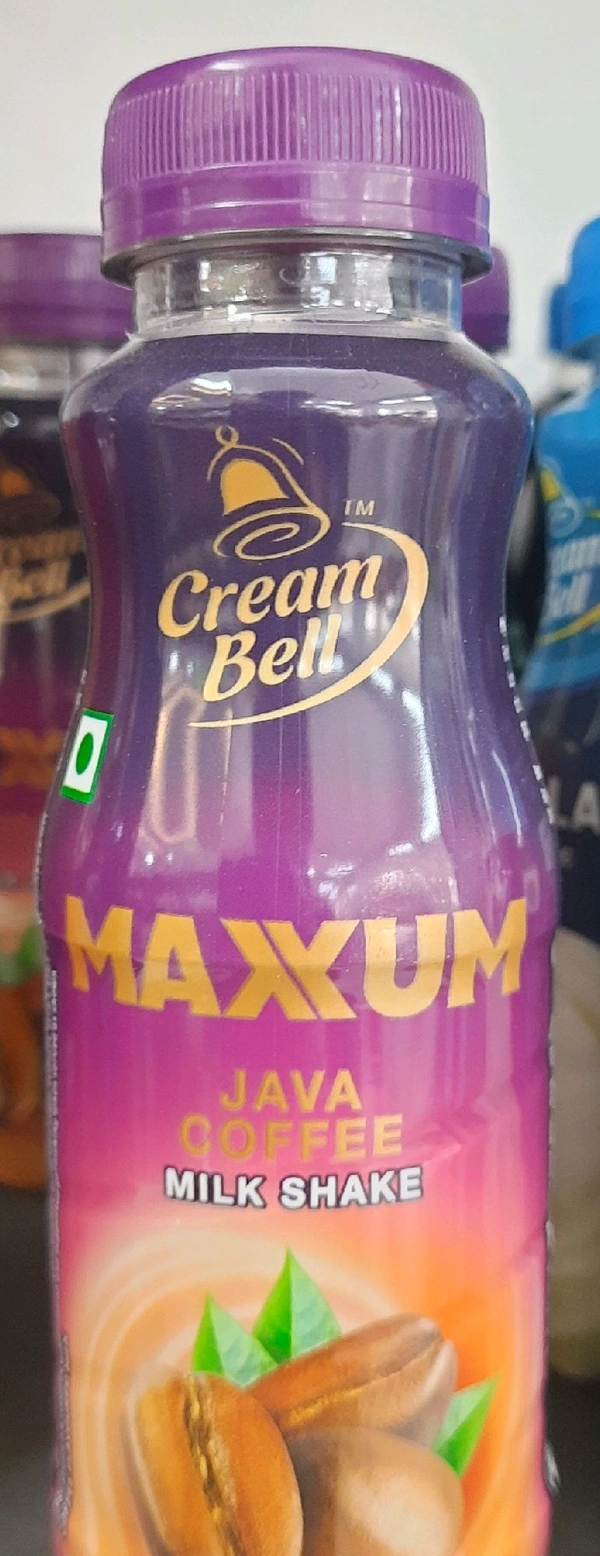 Cream
Bell
TM
MAXXUM
JAVA
COFFEE
MILK SHAKE